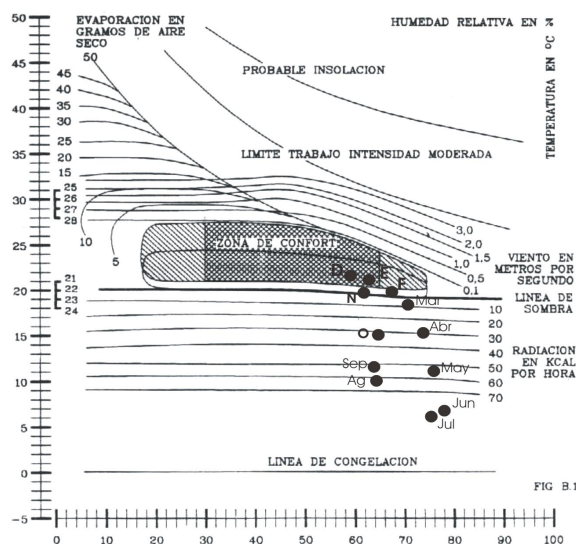 50
EVAPORACION EN
GRAMOS DE AIRE
SECO
HUMEDAD RELATIVA EN %
TEMPERATURA EN ºC
50
45
45
40
PROBABLE INSOLACION
40
35
35
30
LIMITE TRABAJO INTENSIDAD MODERADA
25
20
15
30
25
26
27
28
10
5
3,0
2,0
1,5
1,0
0,5
0,1
VIENTO EN
METROS POR
SEGUNDO
25
ZONA DE CONFORT
D
E
F
N
LINEA DE
SOMBRA
20
21
22
23
24
Mar
10
20
15
O
Abr
30
40
RADIACION
EN KCAL
POR HORA
Sep
May
50
10
Ag
60
70
5
Jun
Jul
0
LINEA DE CONGELACION
FIG B.1
-5
0 10 20 30 40 50 60 70 80 90 100